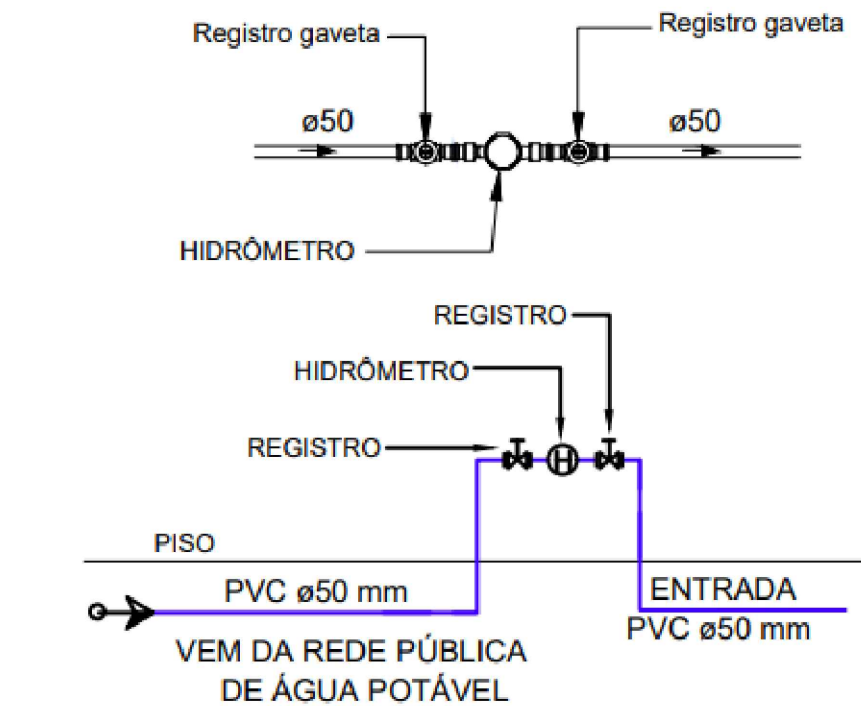 Registro gaveta
Registro gaveta
ø50
ø50
HIDRÔMETRO
REGISTRO
HIDRÔMETRO
REGISTRO
H
PISO
PVC ø50 mm
ENTRADA
PVC ø50 mm
VEM DA REDE PÚBLICA
DE ÁGUA POTÁVEL